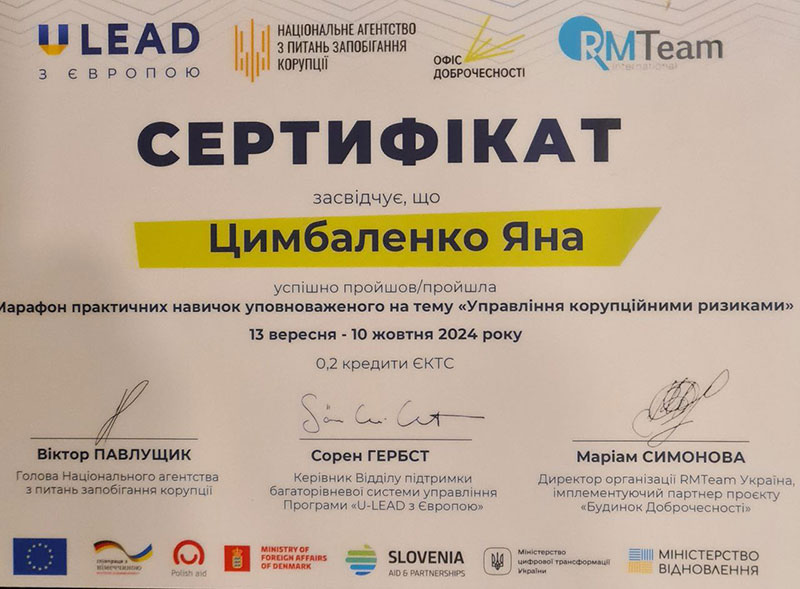 U LEAD
З ЄВРОПОЮ
НАЦІОНАЛЬНЕ АГЕНТСТВО
З ПИТАНЬ ЗАПОБІГАННЯ
КОРУПЦІЇ
ОФІС
ДОБРОЧЕСНОСТІ
RMTeam
international
СЕРТИФІКАТ
засвідчує, що
Цимбаленко Яна
успішно пройшов/пройшла
Марафон практичних навичок уповноваженого на тему «Управління корупційними ризиками»
13 вересня - 10 жовтня 2024 року
0,2 кредити ЄКТС
Віктор ПАВЛУЩИК
Голова Національного агентства
з питань запобігання корупції
Сорен ГЕРБСТ
Керівник Відділу підтримки
багаторівневої системи управління
Програми «U-LEAD з Європою»
Маріам СИМОНОВА
Директор організації RMTeam Україна,
імплементуючий партнер проєкту
«Будинок Доброчесності»
співпраця з
Polish aid
MINISTRY OF
FOREIGN AFFAIRS
OF DENMARK
SLOVENIA
AID & PARTNERSHIPS
Міністерство
цифрової трансформації
України
МІНІСТЕРСТВО
ВІДНОВЛЕННЯ